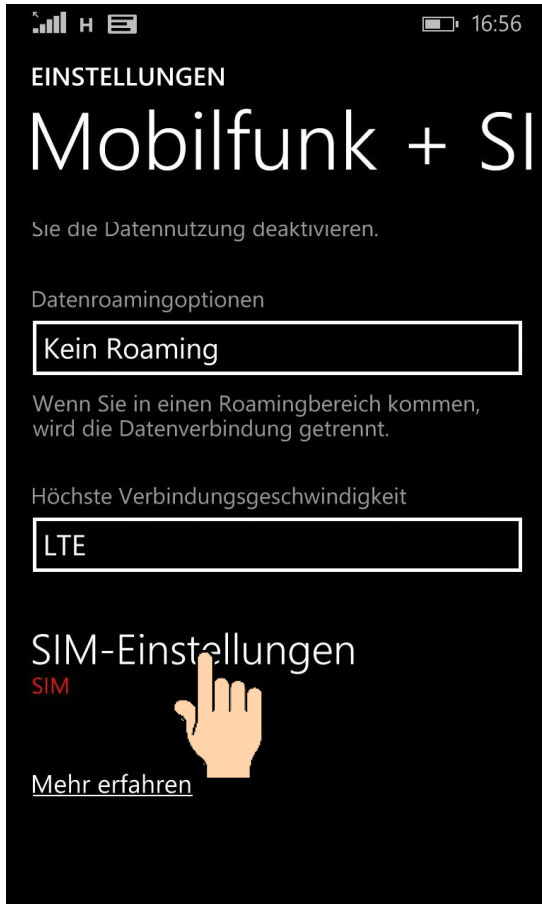 H 16:56
EINSTELLUNGEN
Mobilfunk + SI
Sie die Datennutzung deaktivieren.
Datenroamingoptionen
Kein Roaming
Wenn Sie in einen Roamingbereich kommen,
wird die Datenverbindung getrennt.
Höchste Verbindungsgeschwindigkeit
LTE
SIM-Einstellungen
SIM
Mehr erfahren